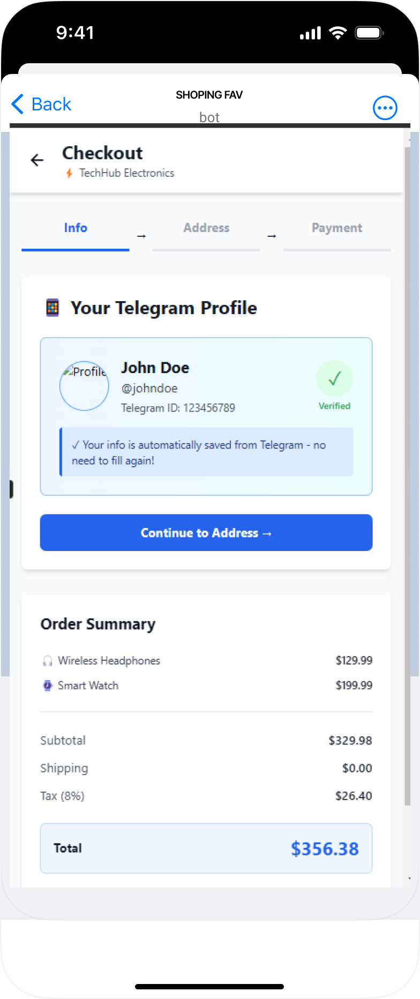 9:41
Back
SHOPING FAV
bot
Checkout
TechHub Electronics
Info → Address → Payment
Your Telegram Profile
Profile
John Doe
@johndoe
Telegram ID: 123456789
✓
Verified
✓ Your info is automatically saved from Telegram - no
need to fill again!
Continue to Address →
Order Summary
Wireless Headphones $129.99
Smart Watch $199.99
Subtotal $329.98
Shipping $0.00
Tax (8%) $26.40
Total $356.38